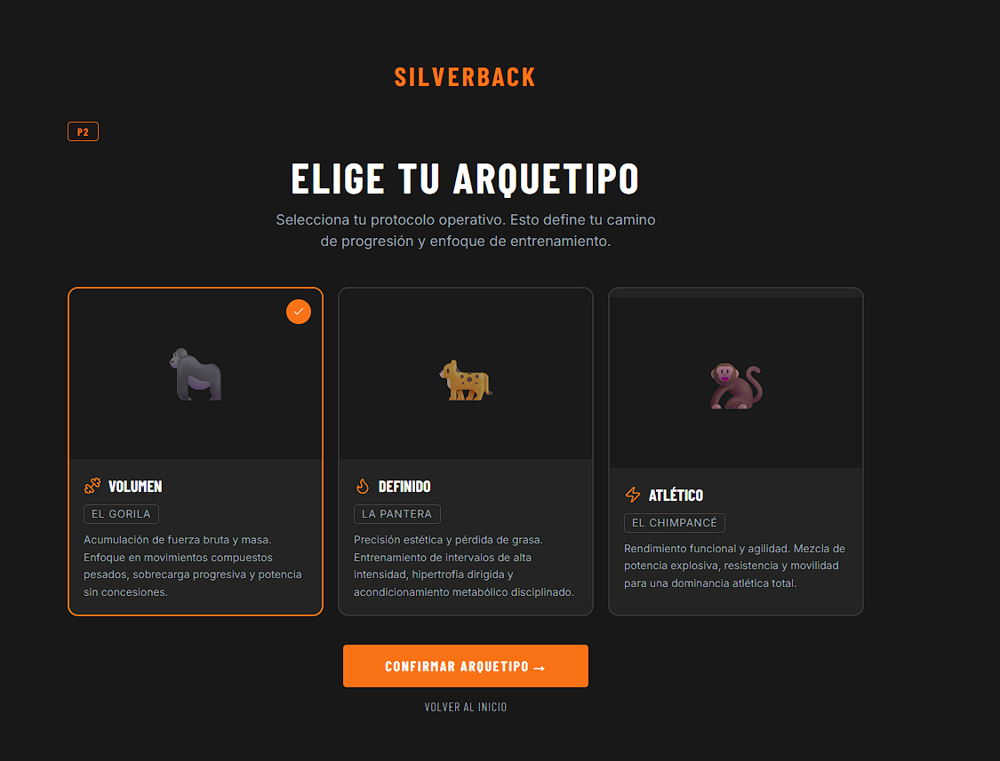 SILVERBACK
P2
ELIGE TU ARQUETIPO
Selecciona tu protocolo operativo. Esto define tu camino
de progresión y enfoque de entrenamiento.
VOLUMEN
EL GORILA
Acumulación de fuerza bruta y masa.
Enfoque en movimientos compuestos
pesados, sobrecarga progresiva y potencia
sin concesiones.
DEFINIDO
LA PANTERA
Precisión estética y pérdida de grasa.
Entrenamiento de intervalos de alta
intensidad, hipertrofia dirigida y
acondicionamiento metabólico disciplinado.
ATLÉTICO
EL CHIMPANCÉ
Rendimiento funcional y agilidad. Mezcla de
potencia explosiva, resistencia y movilidad
para una dominancia atlética total.
CONFIRMAR ARQUETIPO →
VOLVER AL INICIO